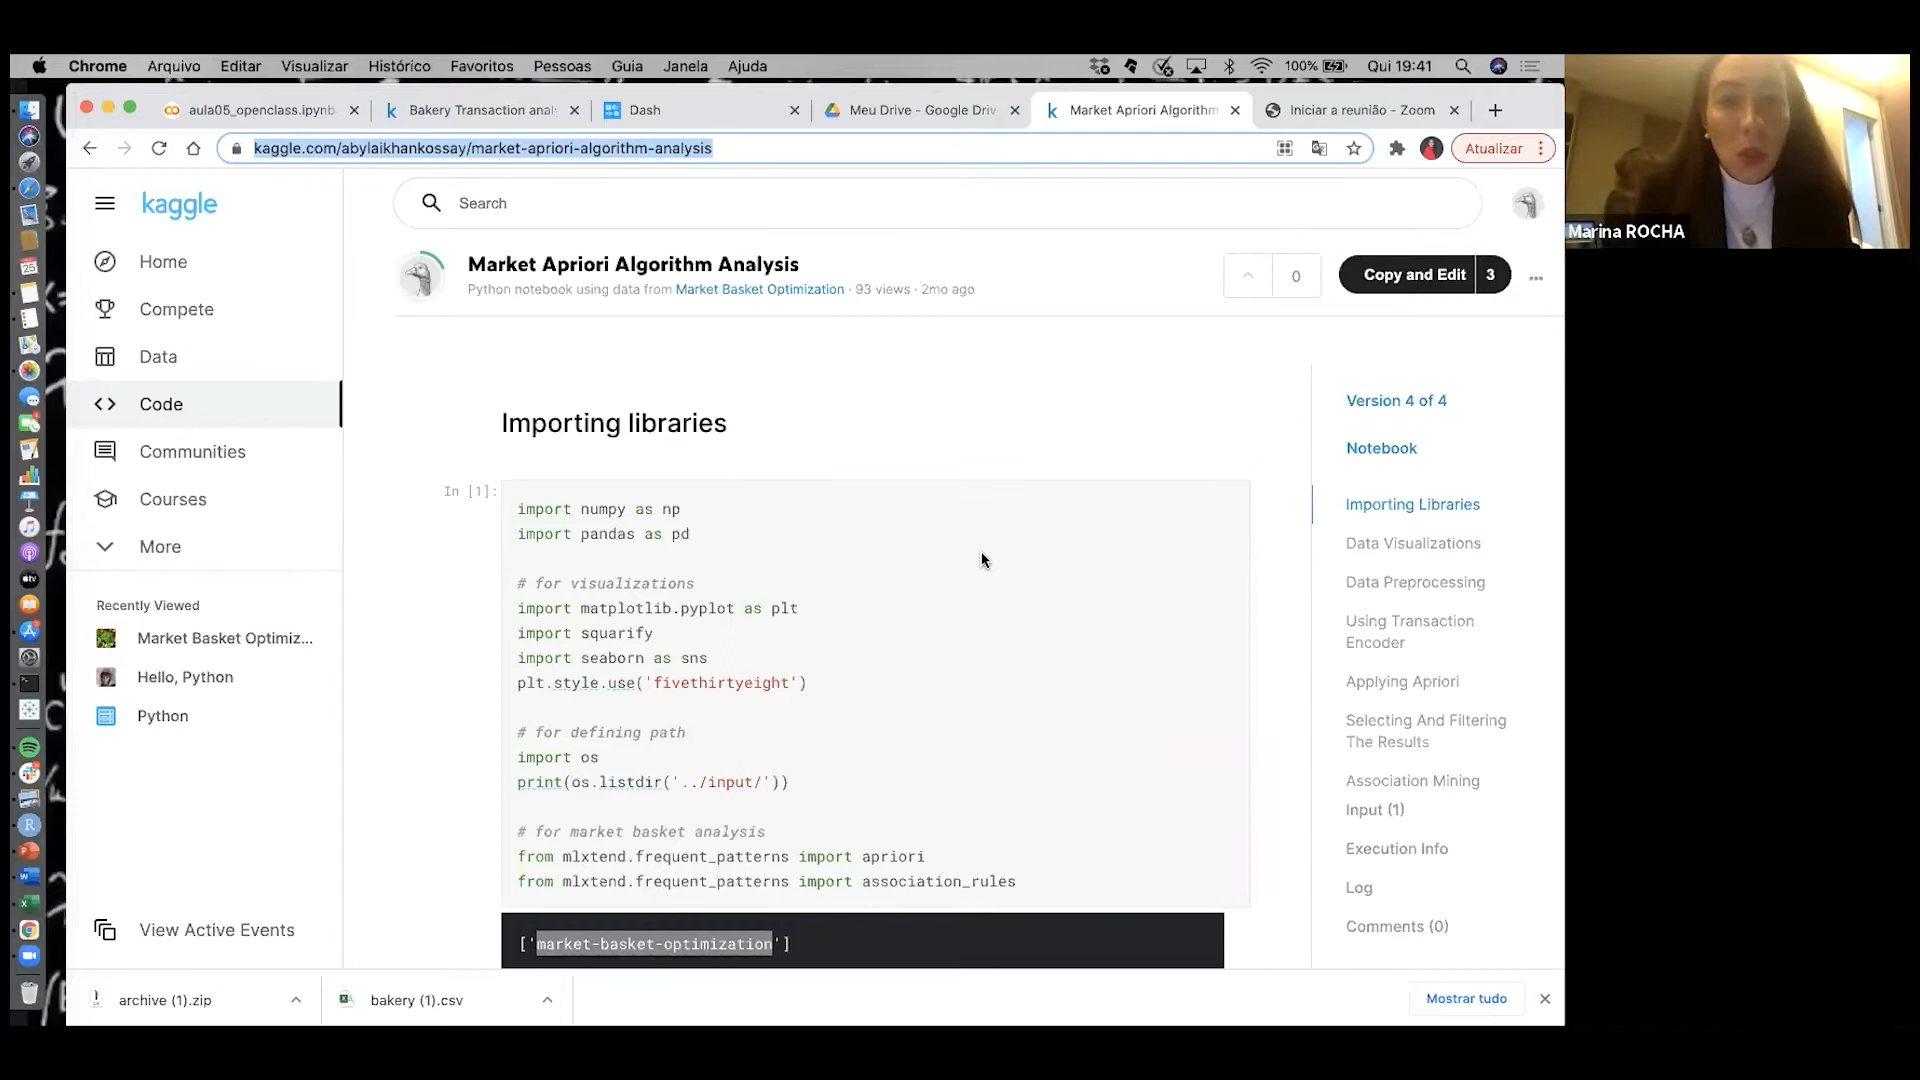 Chrome Arquivo Editar Visualizar Histórico Favoritos Pessoas Guia Janela Ajuda 100% Qui 19:41
aula05_openclass.ipynb
Bakery Transaction anal
Dash
Meu Drive - Google Driv
Market Apriori Algorithm
Iniciar a reunião - Zoom
kaggle.com/abylaikhankossay/market-apriori-algorithm-analysis
Atualizar
Marina ROCHA
kaggle
Search
Home
Compete
Data
Code
Communities
Courses
More
Recently Viewed
Market Basket Optimiz...
Hello, Python
Python
View Active Events
Market Apriori Algorithm Analysis
Python notebook using data from Market Basket Optimization · 93 views · 2mo ago
0
Copy and Edit 3
Importing libraries
In [1]:
import numpy as np
import pandas as pd
# for visualizations
import matplotlib.pyplot as plt
import squarify
import seaborn as sns
plt.style.use('fivethirtyeight')
# for defining path
import os
print(os.listdir('../input/'))
# for market basket analysis
from mlxtend.frequent_patterns import apriori
from mlxtend.frequent_patterns import association_rules
['market-basket-optimization']
Version 4 of 4
Notebook
Importing Libraries
Data Visualizations
Data Preprocessing
Using Transaction
Encoder
Applying Apriori
Selecting And Filtering
The Results
Association Mining
Input (1)
Execution Info
Log
Comments (0)
archive (1).zip
bakery (1).csv
Mostrar tudo